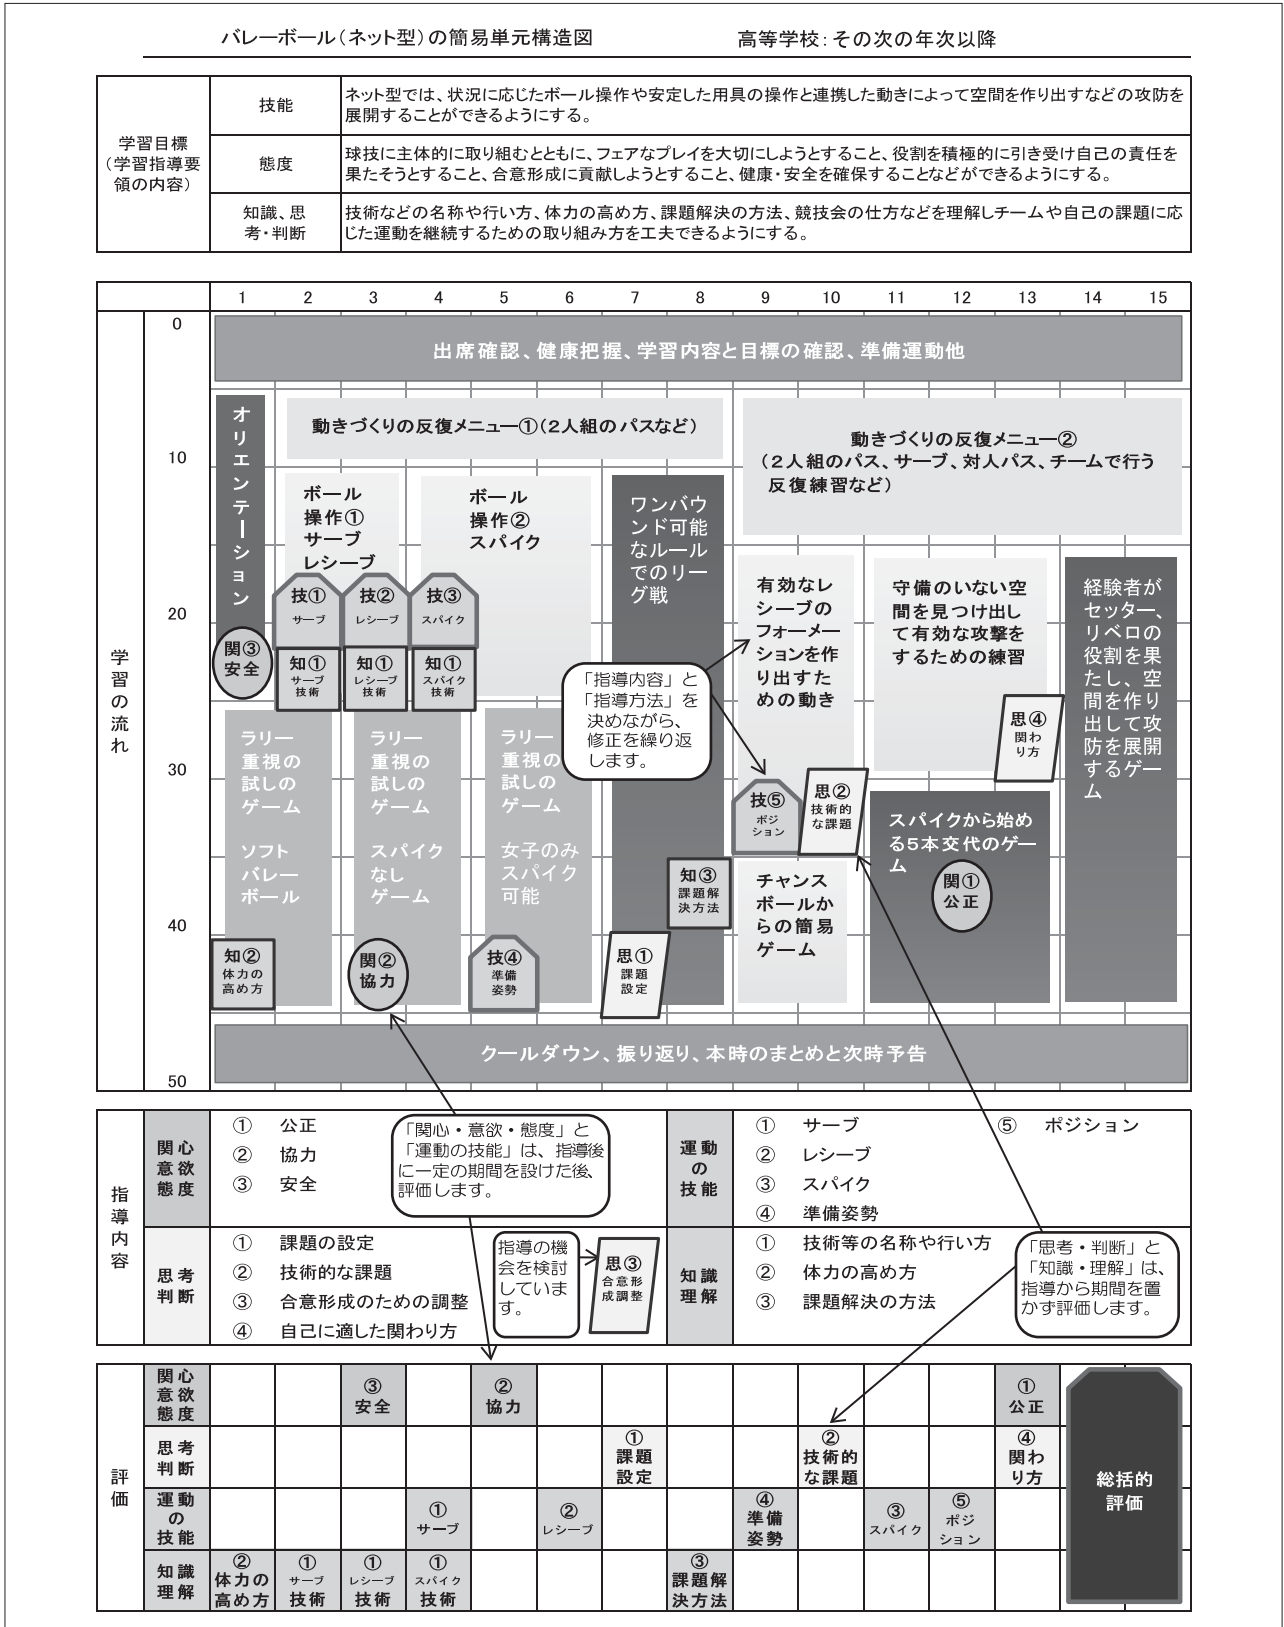 バレーボール(ネット型)の簡易単元構造図
高等学校:その次の年次以降
学習目標
(学習指導要
領の内容)
技能
ネット型では、状況に応じたボール操作や安定した用具の操作と連携した動きによって空間を作り出すなどの攻防を
展開することができるようにする。
態度
球技に主体的に取り組むとともに、フェアなプレイを大切にしようとすること、役割を積極的に引き受け自己の責任を
果たそうとすること、合意形成に貢献しようとすること、健康・安全を確保することなどができるようにする。
知識、思
考・判断
技術などの名称や行い方、体力の高め方、課題解決の方法、競技会の仕方などを理解しチームや自己の課題に応
じた運動を継続するための取り組み方を工夫できるようにする。
1 2 3 4 5 6 7 8 9 10 11 12 13 14 15
学習の流れ
0
10
20
30
40
50
出席確認、健康把握、学習内容と目標の確認、準備運動他
オリエンテーション
動きづくりの反復メニュー①(2人組のパスなど)
動きづくりの反復メニュー②
(2人組のパス、サーブ、対人パス、チームで行う
反復練習など)
ボール
操作①
サーブ
レシーブ
ボール
操作②
スパイク
ワンバウ
ンド可能
なルール
でのリー
グ戦
有効なレ
シーブの
フォーメー
ションを作
り出すた
めの動き
守備のいない空
間を見つけ出し
て有効な攻撃を
するための練習
経験者が
セッター、
リベロの
役割を果
たし、空
間を作り
出して攻
防を展開
するゲー
ム
技①
サーブ
技②
レシーブ
技③
スパイク
関③
安全
知①
サーブ
技術
知①
レシーブ
技術
知①
スパイク
技術
「指導内容」と
「指導方法」を
決めながら、
修正を繰り返
します。
思④
関わ
り方
ラリー
重視の
試しの
ゲーム
ソフト
バレー
ボール
ラリー
重視の
試しの
ゲーム
スパイク
なし
ゲーム
ラリー
重視の
試しの
ゲーム
女子のみ
スパイク
可能
技⑤
ポジ
ション
思②
技術的
な課題
スパイクから始め
る5本交代のゲー
ム
知③
課題解
決方法
チャンス
ボールか
らの簡易
ゲーム
関①
公正
知②
体力の
高め方
関②
協力
技④
準備
姿勢
思①
課題
設定
クールダウン、振り返り、本時のまとめと次時予告
指導内容
関心
意欲
態度
① 公正
② 協力
③ 安全
「関心・意欲・態度」と
「運動の技能」は、指導後
に一定の期間を設けた後、
評価します。
運動
の
技能
① サーブ
② レシーブ
③ スパイク
④ 準備姿勢
⑤ ポジション
思考
判断
① 課題の設定
② 技術的な課題
③ 合意形成のための調整
④ 自己に適した関わり方
指導の機
会を検討
していま
す。
思③
合意形
成調整
知識
理解
① 技術等の名称や行い方
② 体力の高め方
③ 課題解決の方法
「思考・判断」と
「知識・理解」は、
指導から期間を置
かず評価します。
評価
関心
意欲
態度
③
安全
②
協力
①
公正
思考
判断
①
課題
設定
②
技術的
な課題
④
関わ
り方
運動
の
技能
①
サーブ
②
レシーブ
④
準備
姿勢
③
スパイク
⑤
ポジ
ション
知識
理解
②
体力の
高め方
①
サーブ
技術
①
レシーブ
技術
①
スパイク
技術
③
課題解
決方法
総括的
評価